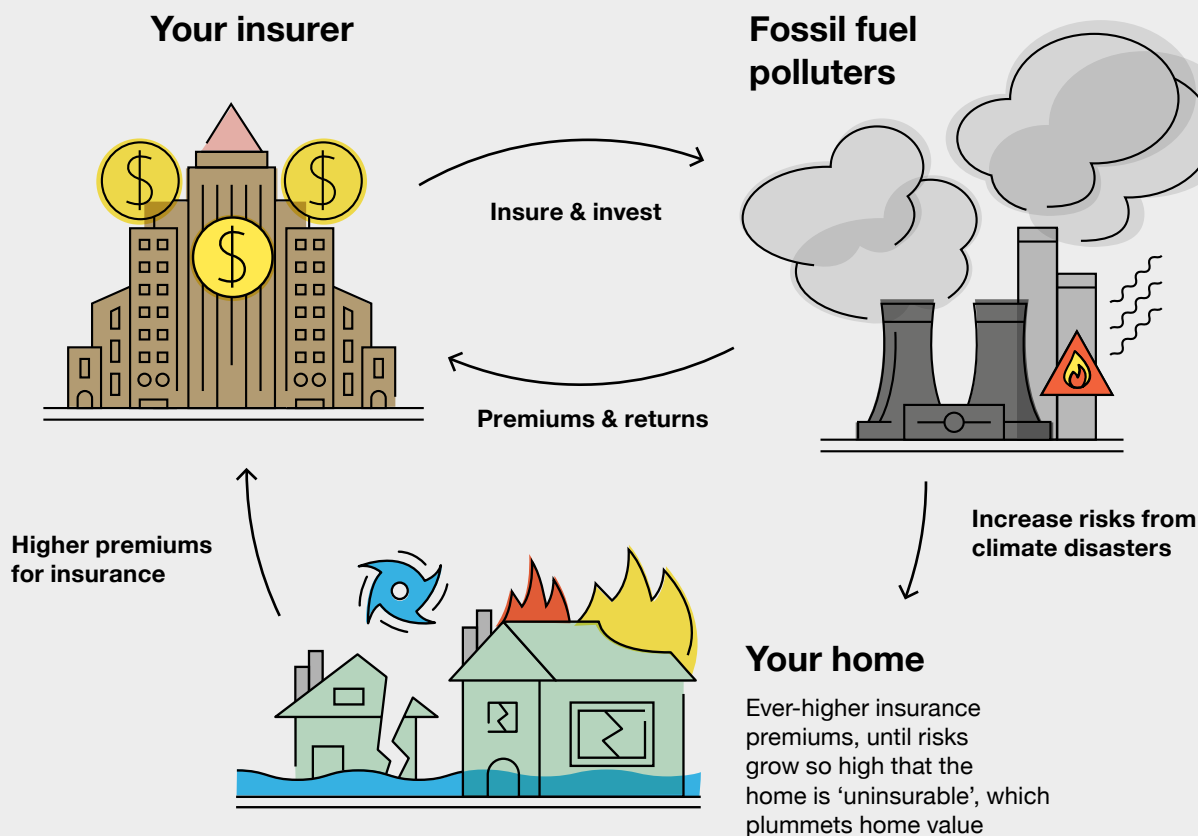 Your insurer
Fossil fuel
polluters
Insure & invest
Premiums & returns
Higher premiums
for insurance
Increase risks from
climate disasters
Your home
Ever-higher insurance
premiums, until risks
grow so high that the
home is ‘uninsurable’, which
plummets home value
$
$
$